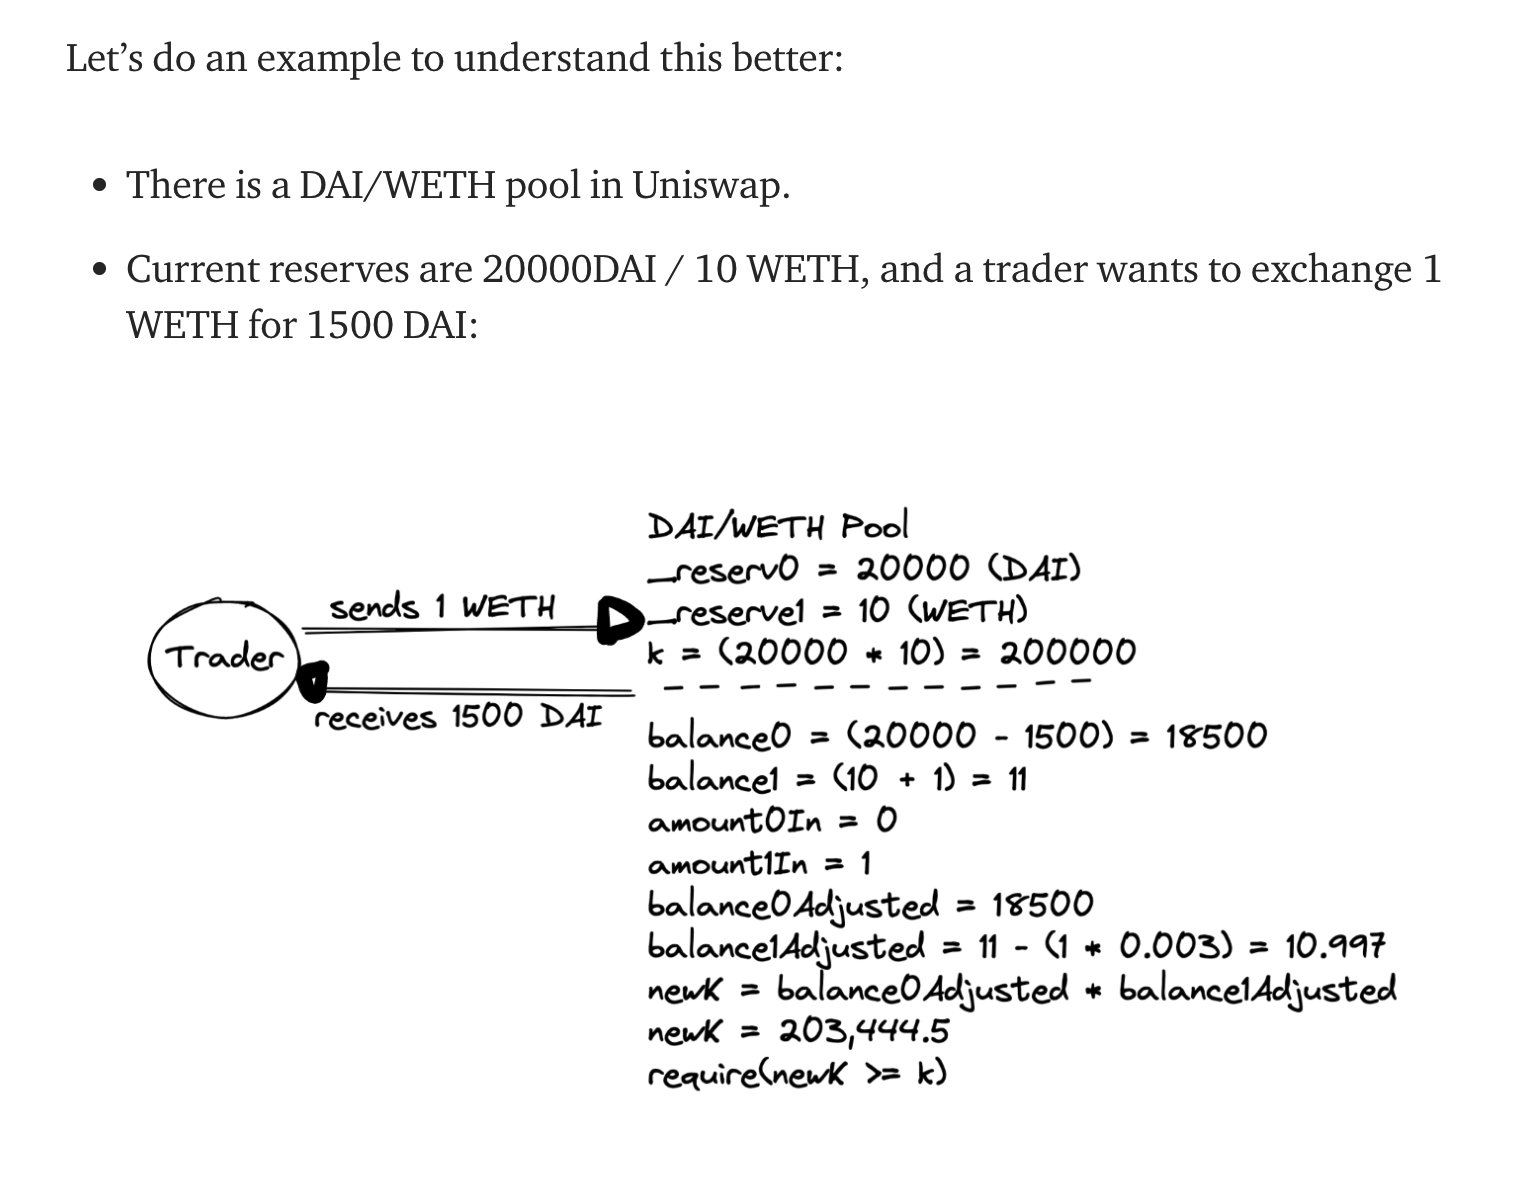 Let’s do an example to understand this better:
• There is a DAI/WETH pool in Uniswap.
• Current reserves are 20000DAI / 10 WETH, and a trader wants to exchange 1
WETH for 1500 DAI:
Trader
sends 1 WETH
receives 1500 DAI
DAI/WETH Pool
_reserv0 = 20000 (DAI)
_reserve1 = 10 (WETH)
k = (20000 * 10) = 200000
balance0 = (20000 - 1500) = 18500
balance1 = (10 + 1) = 11
amount0In = 0
amount1In = 1
balance0Adjusted = 18500
balance1Adjusted = 11 - (1 * 0.003) = 10.997
newK = balance0Adjusted * balance1Adjusted
newK = 203,444.5
require(newK >= k)